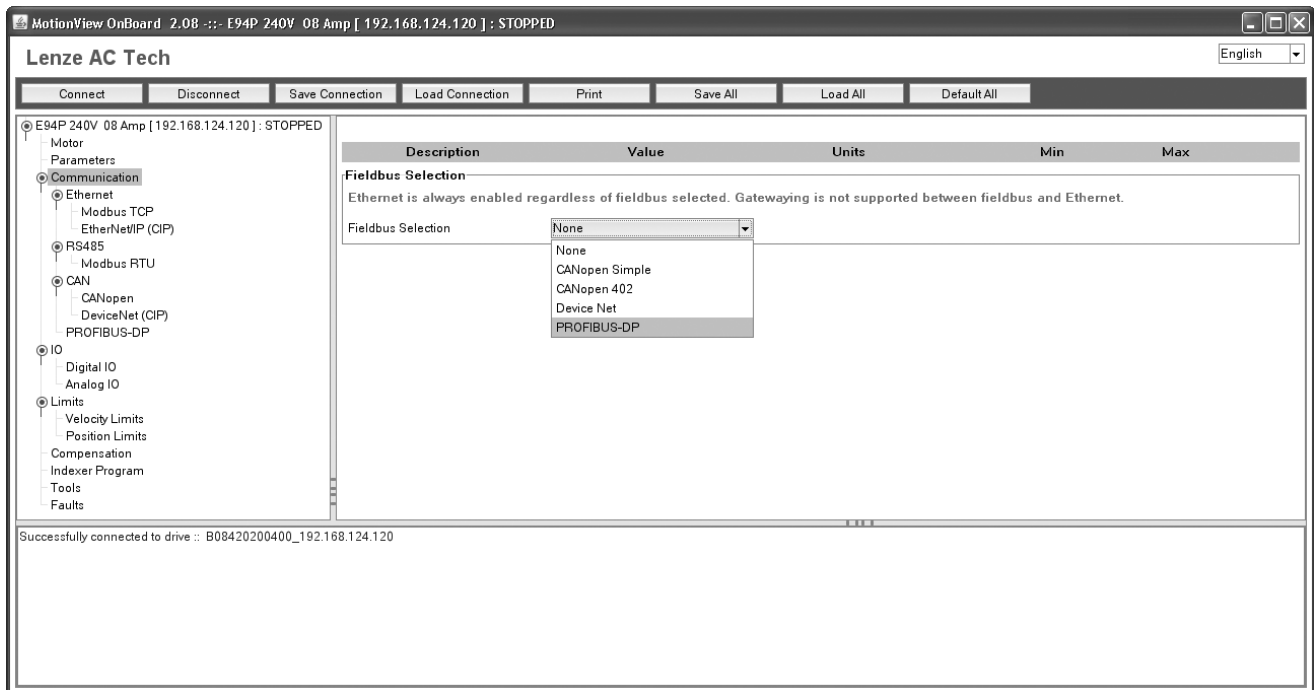 MotionView OnBoard 2.08 -::- E94P 240V 08 Amp [ 192.168.124.120 ] : STOPPED
Lenze AC Tech
English
Connect Disconnect Save Connection Load Connection Print Save All Load All Default All
E94P 240V 08 Amp [ 192.168.124.120 ] : STOPPED
Motor
Parameters
Communication
Ethernet
Modbus TCP
EtherNet/IP (CIP)
RS485
Modbus RTU
CAN
CANopen
DeviceNet (CIP)
PROFIBUS-DP
IO
Digital IO
Analog IO
Limits
Velocity Limits
Position Limits
Compensation
Indexer Program
Tools
Faults
Description Value Units Min Max
Fieldbus Selection
Ethernet is always enabled regardless of fieldbus selected. Gatewaying is not supported between fieldbus and Ethernet.
Fieldbus Selection None
None
CANopen Simple
CANopen 402
Device Net
PROFIBUS-DP
Successfully connected to drive :: B08420200400_192.168.124.120